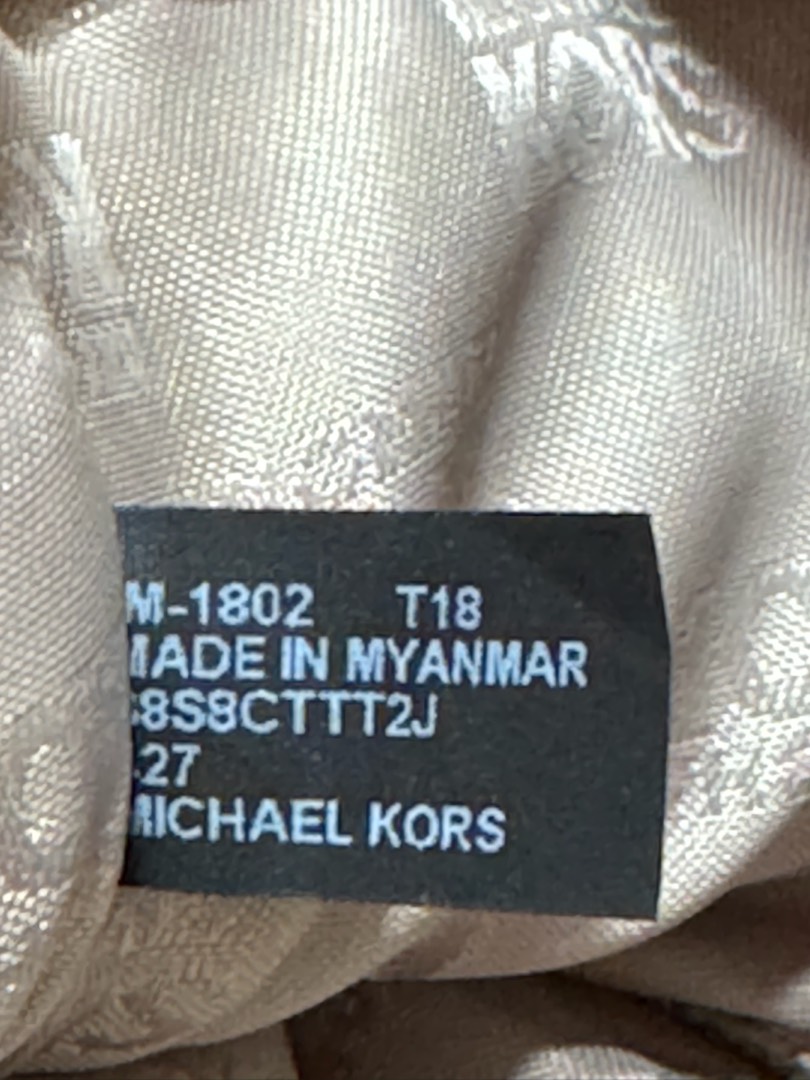 M-1802 T18
MADE IN MYANMAR
8S8CTTT2J
27
MICHAEL KORS